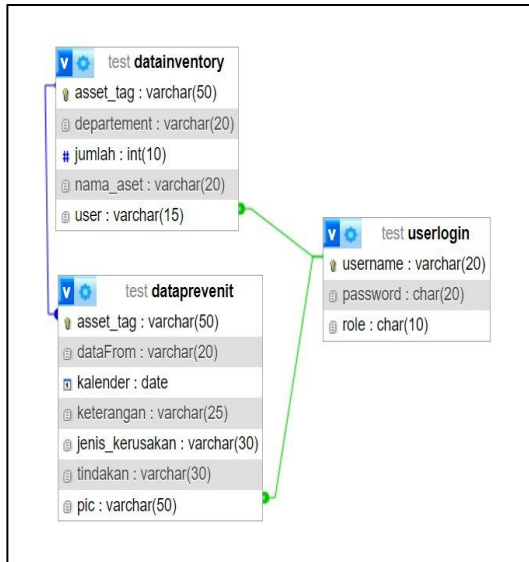 V test datainventory
asset_tag : varchar(50)
departement : varchar(20)
# jumlah : int(10)
nama_aset : varchar(20)
user : varchar(15)
V test userlogin
username : varchar(20)
password : char(20)
role : char(10)
V test dataprevenit
asset_tag : varchar(50)
dataFrom : varchar(20)
kalender : date
keterangan : varchar(25)
jenis_kerusakan : varchar(30)
tindakan : varchar(30)
pic : varchar(50)